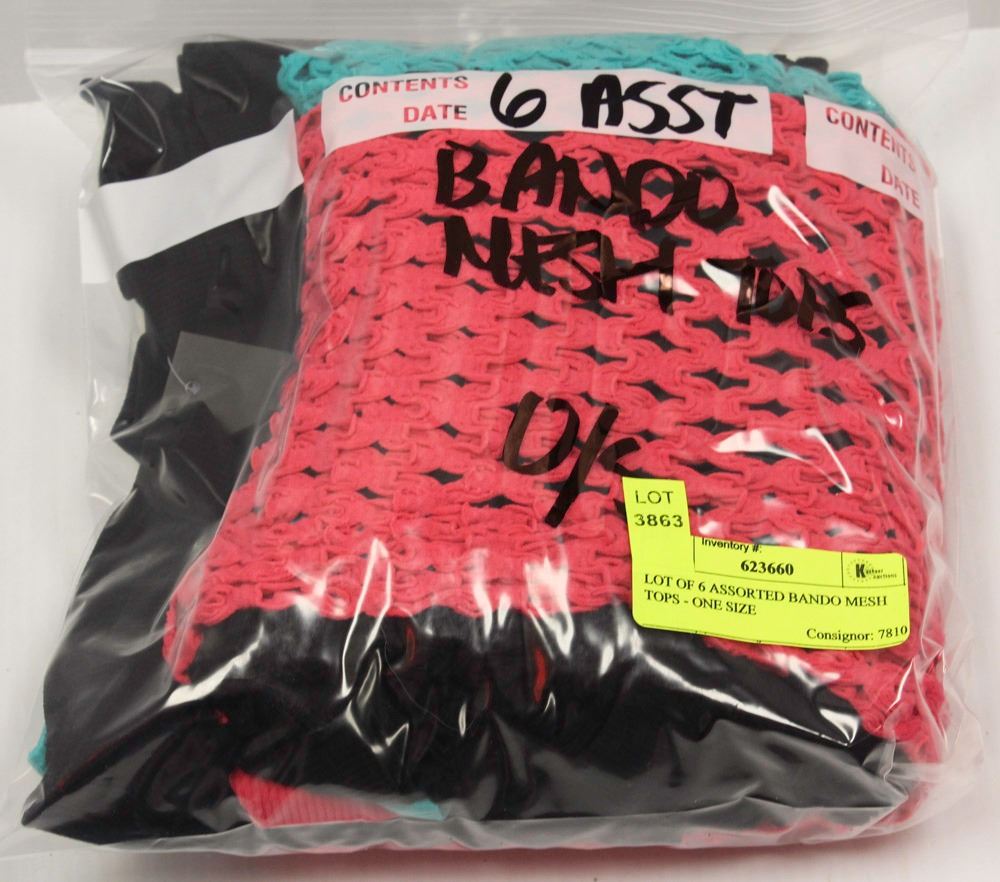 CONTENTS 6 ASST
DATE
CONTENTS
DATE
BANDO
MESH TOPS
O/S
LOT
3863
Inventory #:
623660
LOT OF 6 ASSORTED BANDO MESH
TOPS - ONE SIZE
Consignor: 7810